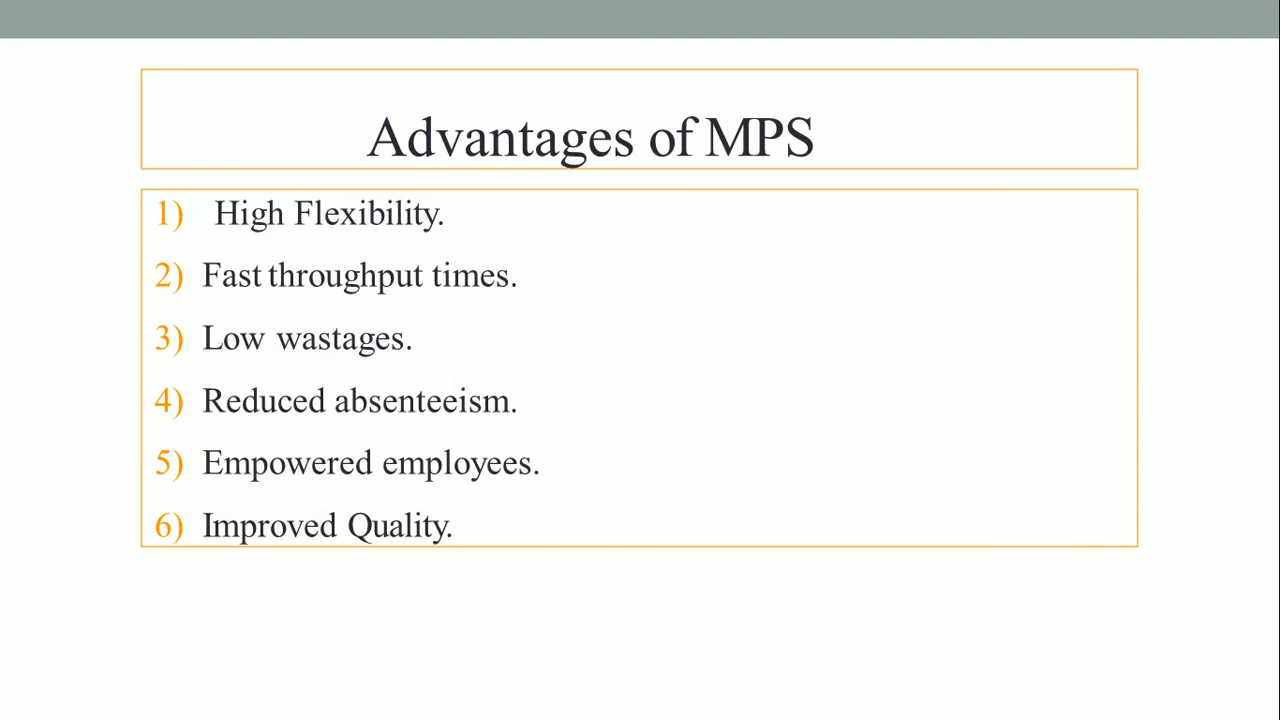 Advantages of MPS
1) High Flexibility.
2) Fast throughput times.
3) Low wastages.
4) Reduced absenteeism.
5) Empowered employees.
6) Improved Quality.